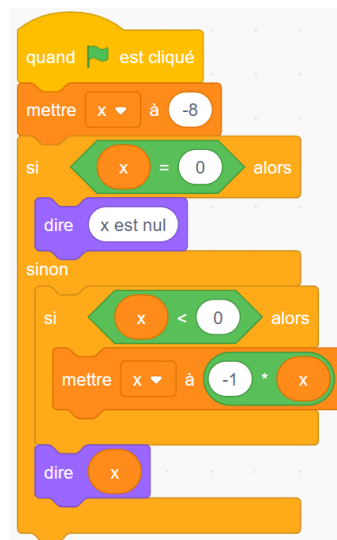 quand est cliqué
mettre x à -8
si x = 0 alors
dire x est nul
sinon
si x < 0 alors
mettre x à -1 * x
dire x